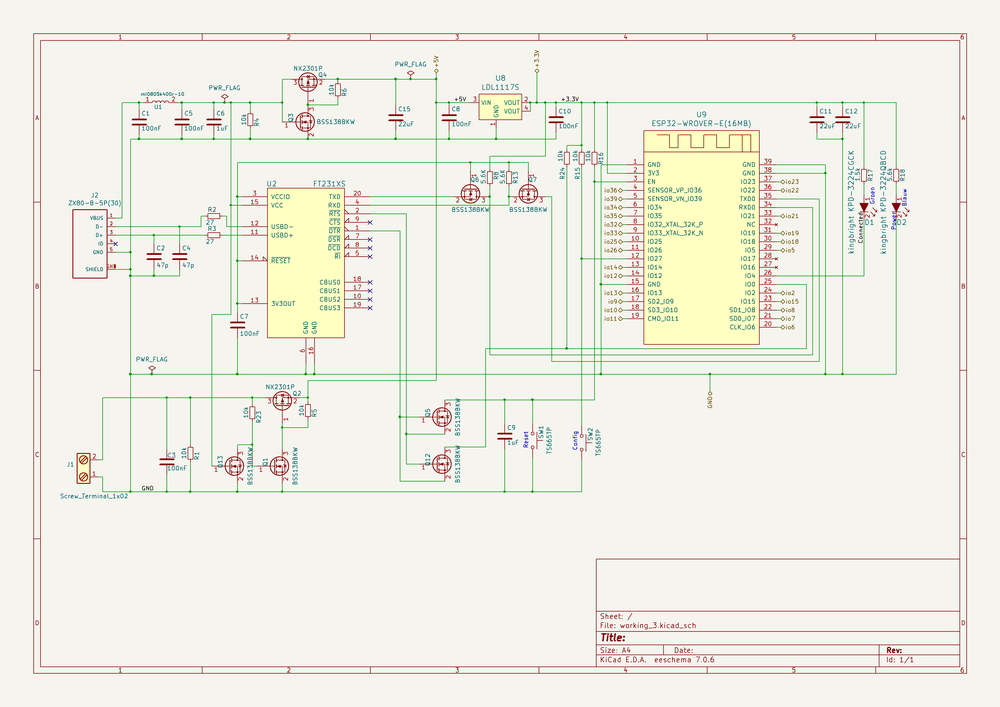 1 2 3 4 5 6
A
B
C
D
NX2301P
Q4
PWR_FLAG
R6
10k
+5V
+3.3V
U8
LDL1117S
+5V
3 VIN VOUT 2
VOUT 4
GND
1
+3.3V
mi0805k400r-10
U1
C1
100nF
C5
100nF
C6
1uF
R4
10k
Q3
BSS138BKW
C15
22uF
C8
100nF
C10
100nF
U9
ESP32-WROVER-E(16MB)
C11
22uF
C12
22uF
R24
10k
R15
10k
R16
10k
kingbright KPD-3224CGCK
1.5k
R17
Groen
Connected
D1
kingbright KPD-3224QBCD
5.6k
R18
Blauw
Power
D2
1 GND
2 3V3
3 EN
io36 4 SENSOR_VP_IO36
io39 5 SENSOR_VN_IO39
io34 6 IO34
io35 7 IO35
io32 8 IO32_XTAL_32K_P
io33 9 IO33_XTAL_32K_N
io25 10 IO25
io26 11 IO26
12 IO27
io14 13 IO14
io12 14 IO12
15 GND
io13 16 IO13
io9 17 SD2_IO9
io10 18 SD3_IO10
io11 19 CMD_IO11
GND 39
GND 38
IO23 37 io23
IO22 36 io22
TXD0 35
RXD0 34
IO21 33 io21
NC 32
IO19 31 io19
IO18 30 io18
IO5 29 io5
IO17 28
IO16 27
IO4 26
IO0 25
IO2 24 io2
IO15 23 io15
SD1_IO8 22 io8
SD0_IO7 21 io7
CLK_IO6 20 io6
J2
ZX80-B-5P(30)
VBUS 1
D- 2
D+ 3
IO 4
GND 5
SHIELD
R2
27
R3
27
C2
47p
C4
47p
U2
FT231XS
3 VCCIO
15 VCC
12 USBD-
11 USBD+
14 RESET
13 3V3OUT
TXD 20
RXD 4
RTS 2
CTS 9
DTR 1
DSR 7
DCD 8
RI 5
CBUS0 18
CBUS1 17
CBUS2 10
CBUS3 19
GND
GND
6 16
Q6
BSS138BKW
5.6K
R8
5.6K
R13
Q7
BSS138BKW
C7
100nF
PWR_FLAG
NX2301P
Q2
R5
10k
R23
10k
R1
10k
C3
100nF
J1
2
1
Screw_Terminal_1x02
GND
Q13
BSS138BKW
Q1
BSS138BKW
Q5
BSS138BKW
Q12
BSS138BKW
C9
1uF
Reset
SW1
TS665TP
Config
SW2
TS665TP
GND
Sheet: /
File: working_3.kicad_sch
Title:
Size: A4 Date: Rev:
KiCad E.D.A. eeschema 7.0.6 Id: 1/1
1 2 3 4 5 6